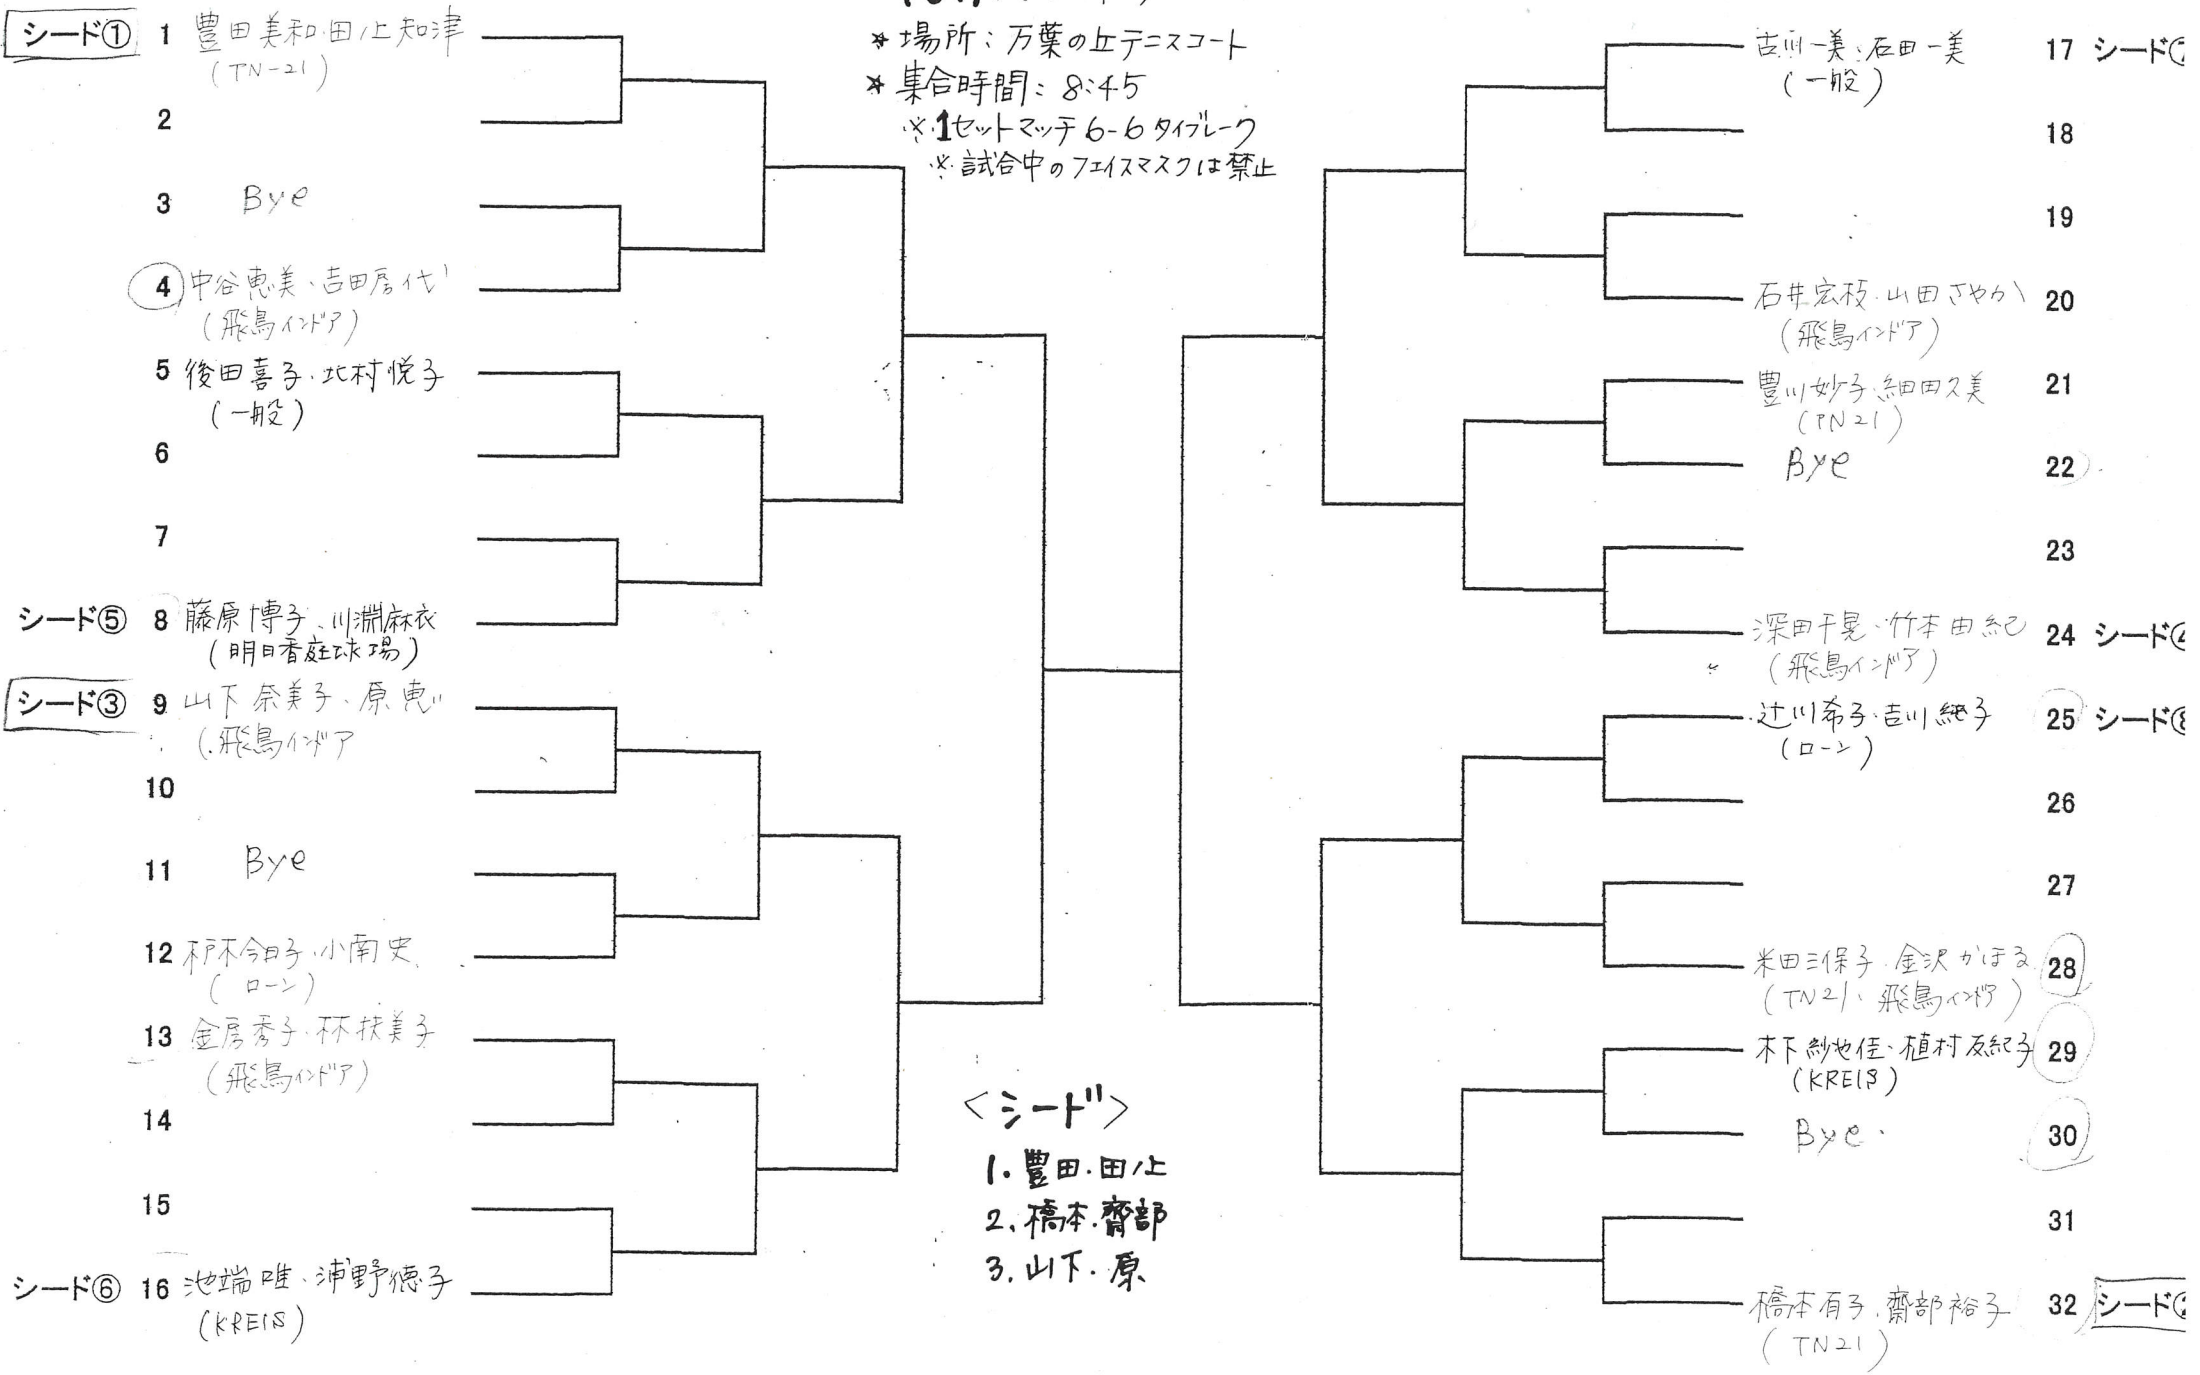 シード① 1 豊田美和・田ノ上知津
(TN-21)
2
3 Bye
4 中谷恵美・吉田房代
(飛鳥インドア)
5 後田喜子・北村悦子
(一般)
6
7
シード⑤ 8 藤原博子、川淵麻衣
(明日香庭球場)
シード③ 9 山下奈美子・原恵
(飛鳥インドア
10
11 Bye
12 今日子・小南史
(ローン)
13 金房秀子・林扶美子
(飛鳥インドア)
14
15
シード⑥ 16 池端唯・浦野徳子
(KREIS)
* 場所：万葉の丘テニスコート
* 集合時間：8:45
※1セットマッチ6-6タイブレーク
※試合中のフェイスマスクは禁止
<シード>
1. 豊田・田ノ上
2. 橋本・齊部
3. 山下・原
古川一美・石田一美 17 シード
(一般)
18
19
石井宏枝・山田さやか 20
(飛鳥インドア)
豊川妙子・細田久美 21
(TN21)
Bye 22
23
深田千晃・竹本由紀 24 シード
(飛鳥インドア)
辻川希子・吉川純子 25 シード
(ローン)
26
27
米田三保子・金沢かほる 28
(TN21・飛鳥インドア)
木下紗也佳・植村友紀子 29
(KREIS)
Bye 30
31
橋本有子・齊部裕子 32 シード
(TN21)